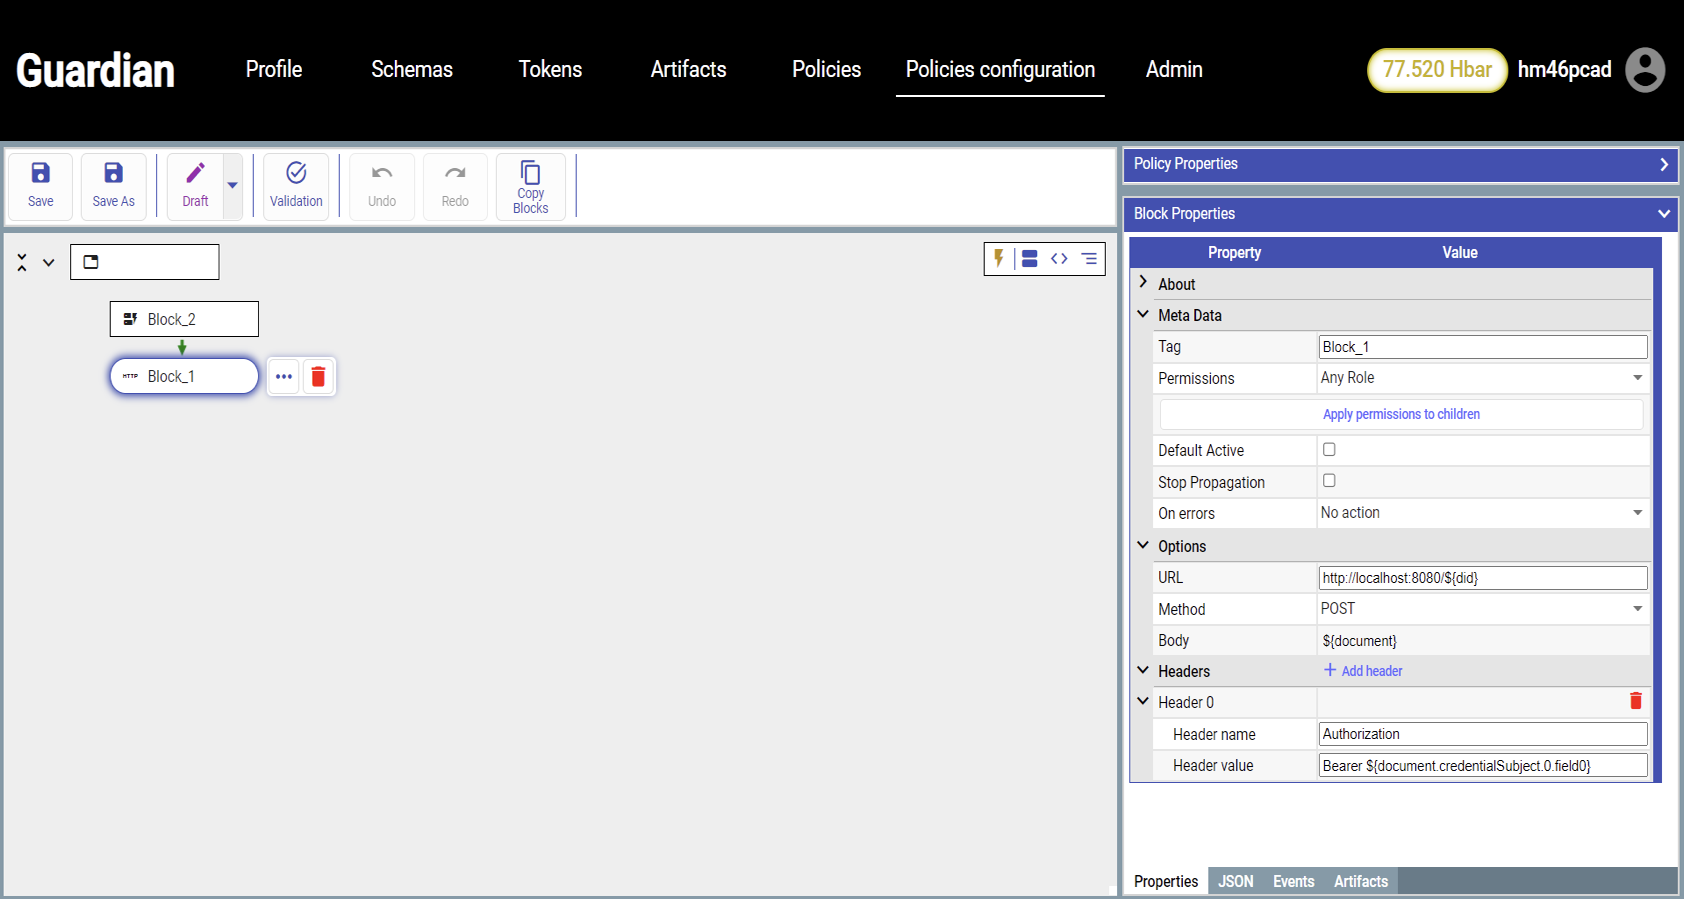 Guardian Profile Schemas Tokens Artifacts Policies Policies configuration Admin 77.520 Hbar hm46pcad
Save Save As Draft Validation Undo Redo Copy Blocks
Block_2
HTTP Block_1
Policy Properties
Block Properties
Property Value
About
Meta Data
Tag Block_1
Permissions Any Role
Apply permissions to children
Default Active
Stop Propagation
On errors No action
Options
URL http://localhost:8080/${did}
Method POST
Body ${document}
Headers + Add header
Header 0
Header name Authorization
Header value Bearer ${document.credentialSubject.0.field0}
Properties JSON Events Artifacts